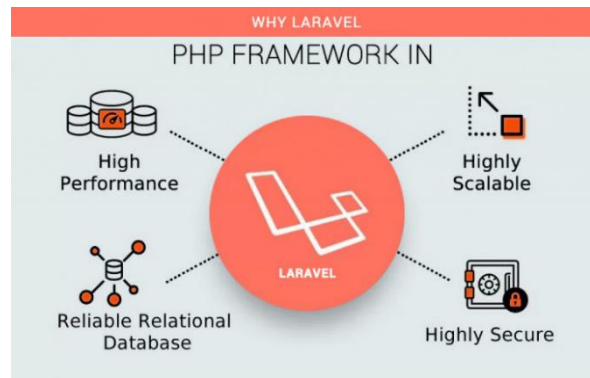 WHY LARAVEL
PHP FRAMEWORK IN
High
Performance
Highly
Scalable
LARAVEL
Reliable Relational
Database
Highly Secure